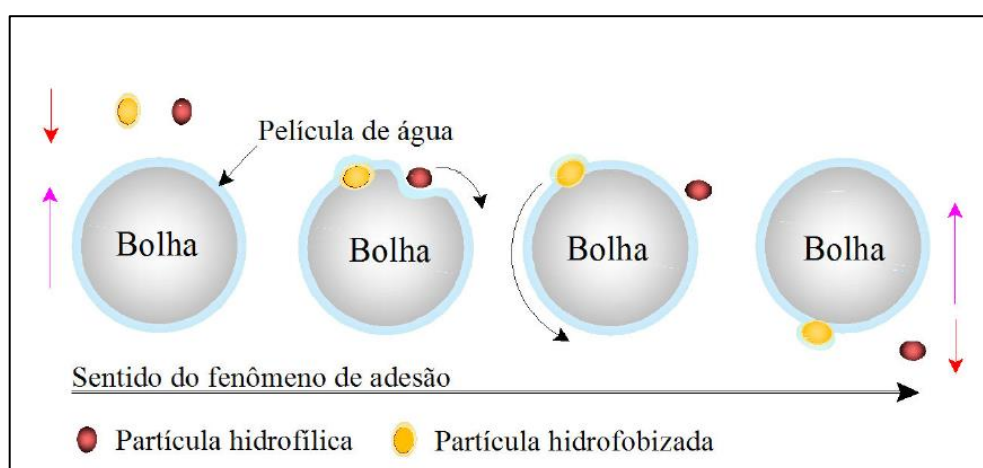 Película de água
Bolha
Bolha
Bolha
Bolha
Sentido do fenômeno de adesão
Partícula hidrofílica
Partícula hidrofobizada